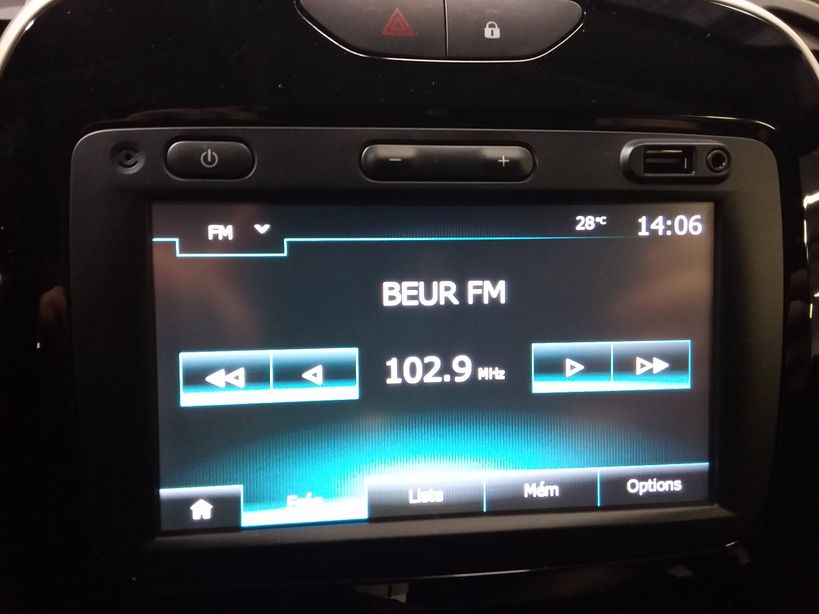 FM
28°C 14:06
BEUR FM
102.9 MHz
Liste Mém Options